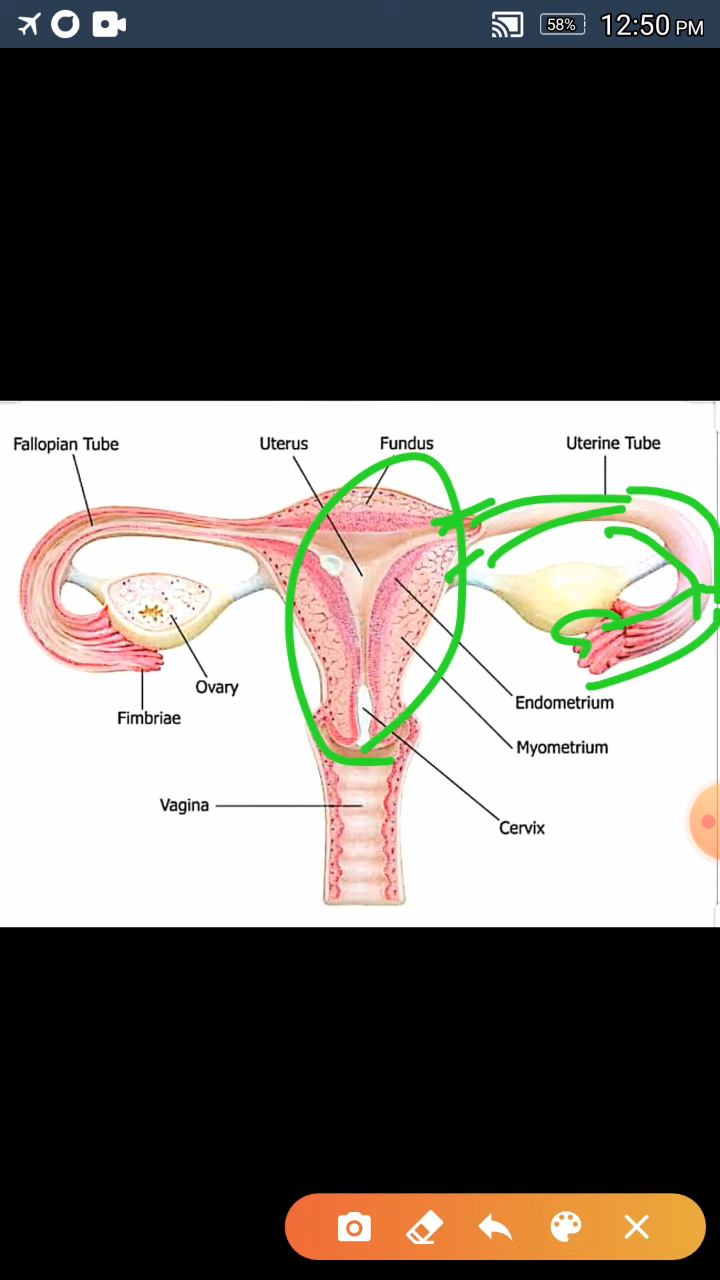 58% 12:50 PM
Fallopian Tube Uterus Fundus Uterine Tube
Ovary
Fimbriae
Endometrium
Myometrium
Vagina
Cervix